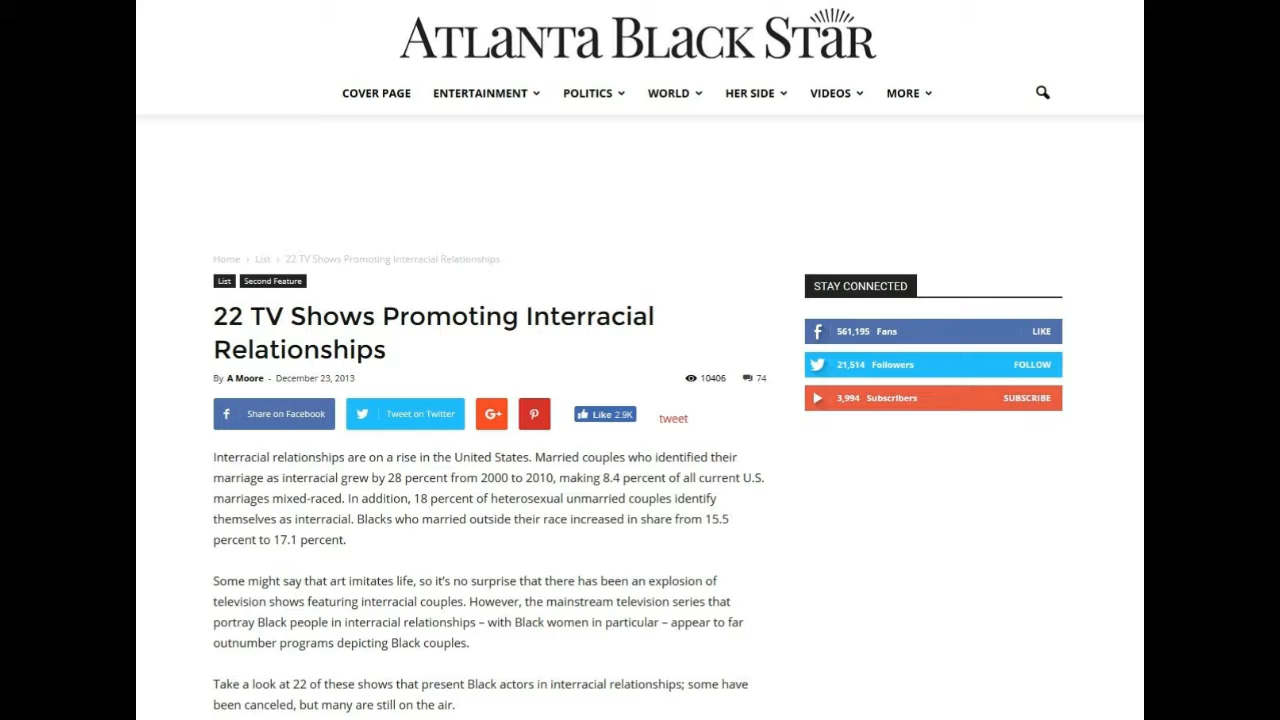 ATLANTA BLACK STAR
COVER PAGE ENTERTAINMENT POLITICS WORLD HER SIDE VIDEOS MORE
Home › List › 22 TV Shows Promoting Interracial Relationships
List Second Feature
22 TV Shows Promoting Interracial
Relationships
By A Moore - December 23, 2013 10406 74
Share on Facebook Tweet on Twitter G+ Like 2.9K tweet
Interracial relationships are on a rise in the United States. Married couples who identified their
marriage as interracial grew by 28 percent from 2000 to 2010, making 8.4 percent of all current U.S.
marriages mixed-raced. In addition, 18 percent of heterosexual unmarried couples identify
themselves as interracial. Blacks who married outside their race increased in share from 15.5
percent to 17.1 percent.
Some might say that art imitates life, so it's no surprise that there has been an explosion of
television shows featuring interracial couples. However, the mainstream television series that
portray Black people in interracial relationships – with Black women in particular – appear to far
outnumber programs depicting Black couples.
Take a look at 22 of these shows that present Black actors in interracial relationships; some have
been canceled, but many are still on the air.
STAY CONNECTED
561,195 Fans LIKE
21,514 Followers FOLLOW
3,994 Subscribers SUBSCRIBE